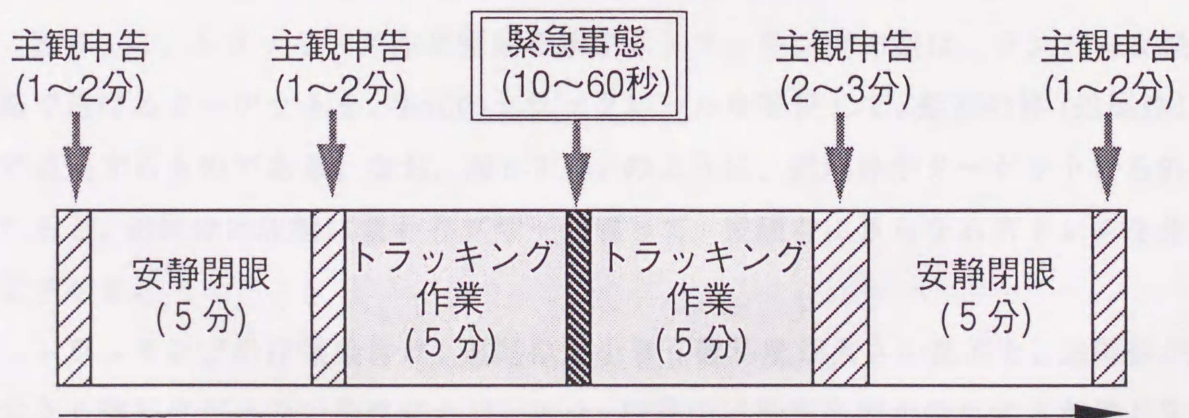 主観申告
(1〜2分)
主観申告
(1〜2分)
緊急事態
(10〜60秒)
主観申告
(2〜3分)
主観申告
(1〜2分)
安静閉眼
(5分)
トラッキング
作業
(5分)
トラッキング
作業
(5分)
安静閉眼
(5分)